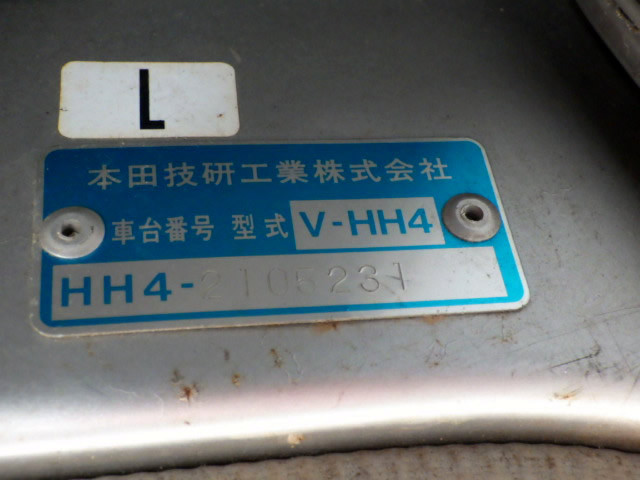 L
本田技研工業株式会社
車台番号 型式 V-HH4
HH4-2105231